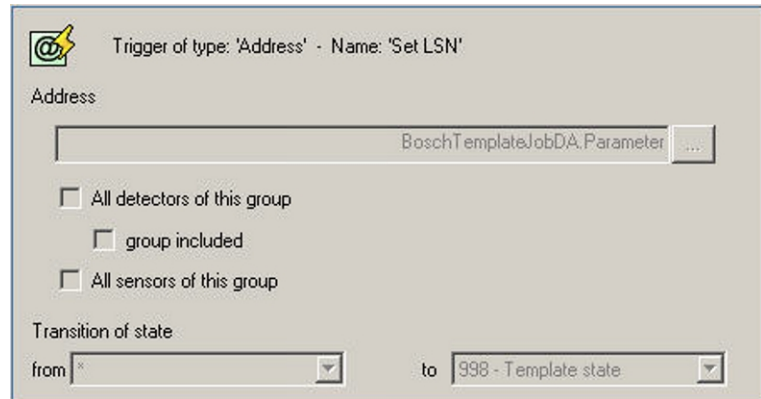 Trigger of type: 'Address' - Name: 'Set LSN'
Address
BoschTemplateJobDA.Parameter ...
All detectors of this group
group included
All sensors of this group
Transition of state
from * to 998 - Template state